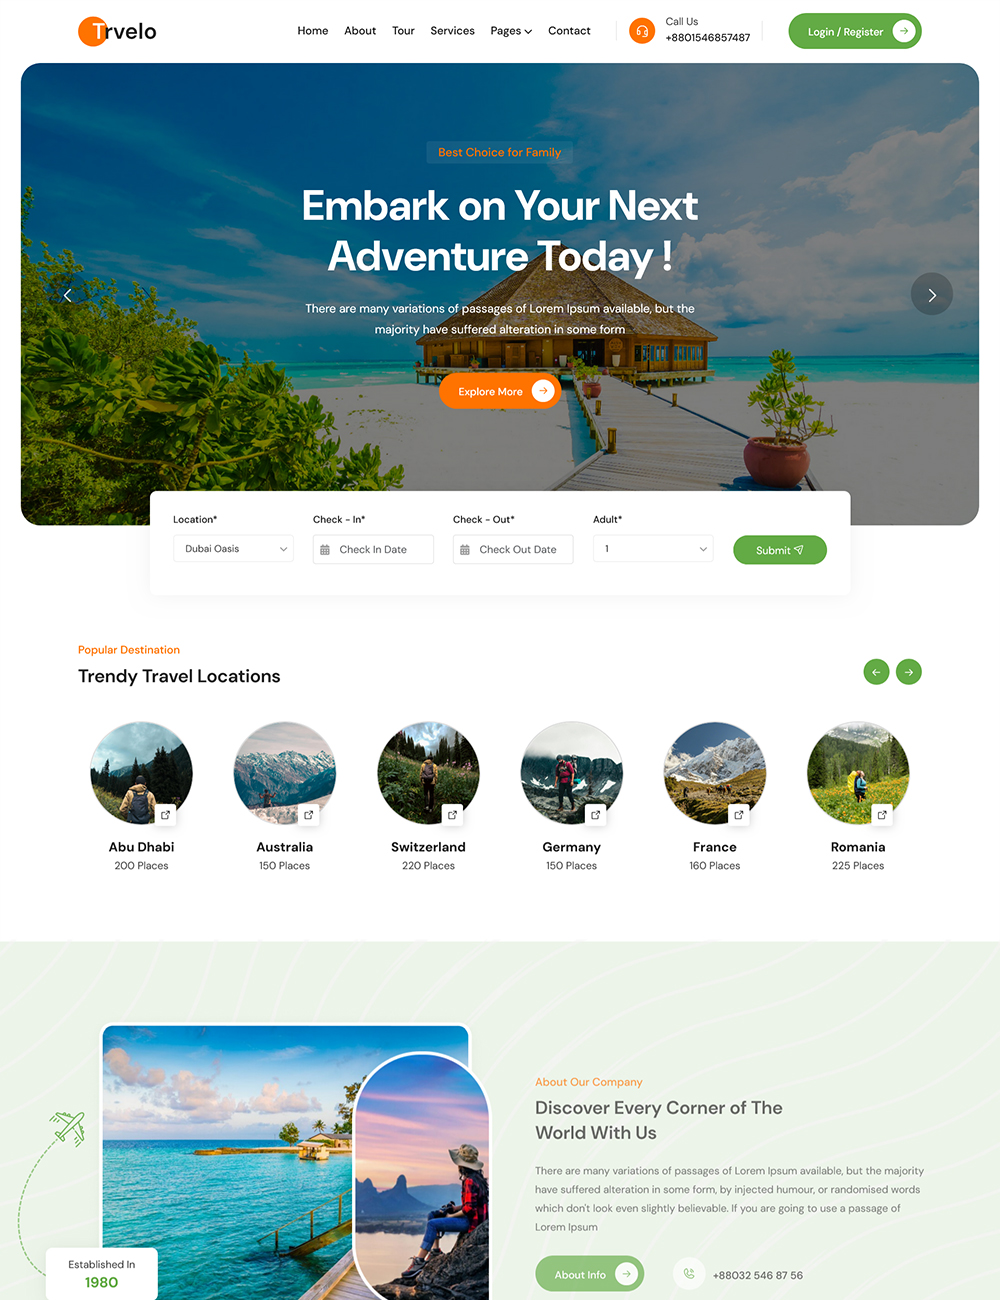 Trvelo
Home About Tour Services Pages Contact
Call Us
+8801546857487
Login / Register
Best Choice for Family
Embark on Your Next
Adventure Today !
There are many variations of passages of Lorem Ipsum available, but the
majority have suffered alteration in some form
Explore More
Location* Check - In* Check - Out* Adult*
Dubai Oasis Check In Date Check Out Date 1 Submit
Popular Destination
Trendy Travel Locations
Abu Dhabi Australia Switzerland Germany France Romania
200 Places 150 Places 220 Places 150 Places 160 Places 225 Places
About Our Company
Discover Every Corner of The
World With Us
There are many variations of passages of Lorem Ipsum available, but the majority
have suffered alteration in some form, by injected humour, or randomised words
which don't look even slightly believable. If you are going to use a passage of
Lorem Ipsum
Established In
1980
About Info
+88032 546 87 56